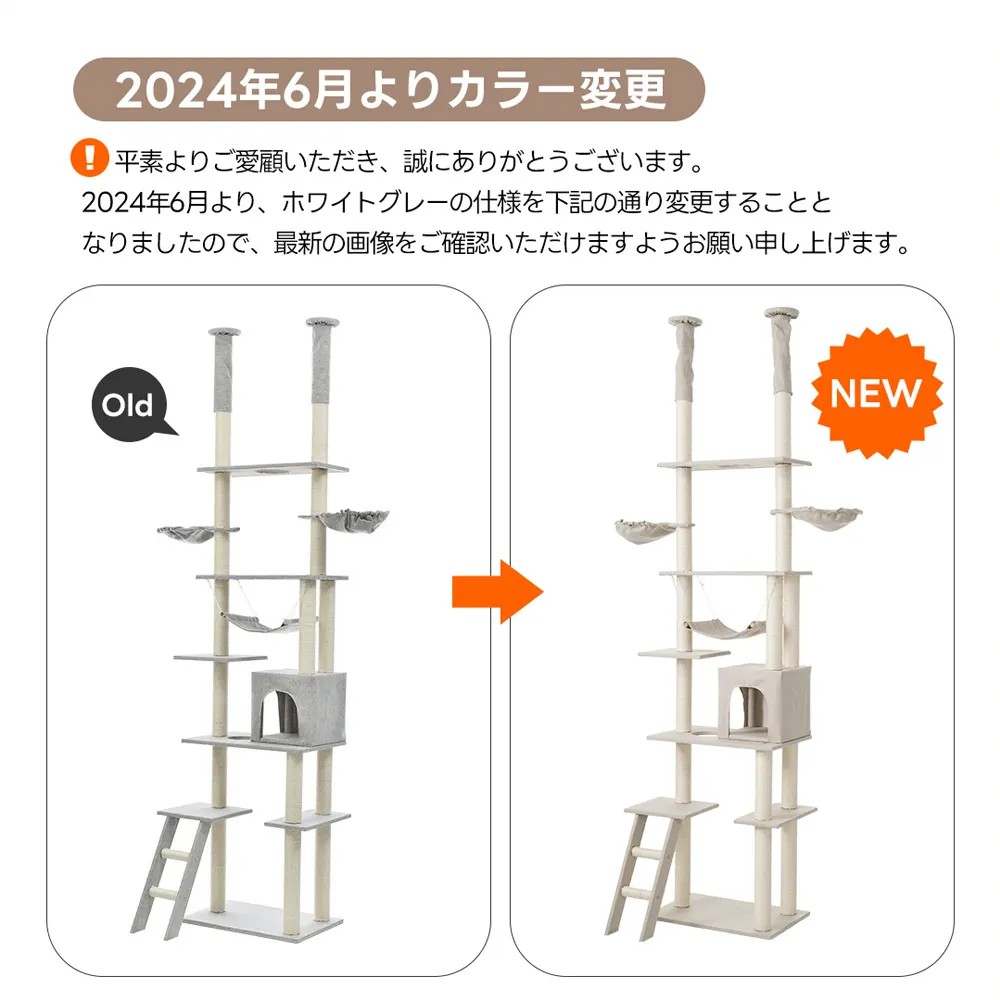 2024年6月よりカラー変更
!
平素よりご愛顧いただき、誠にありがとうございます。
2024年6月より、ホワイトグレーの仕様を下記の通り変更することと
なりましたので、最新の画像をご確認いただけますようお願い申し上げます。
Old
NEW